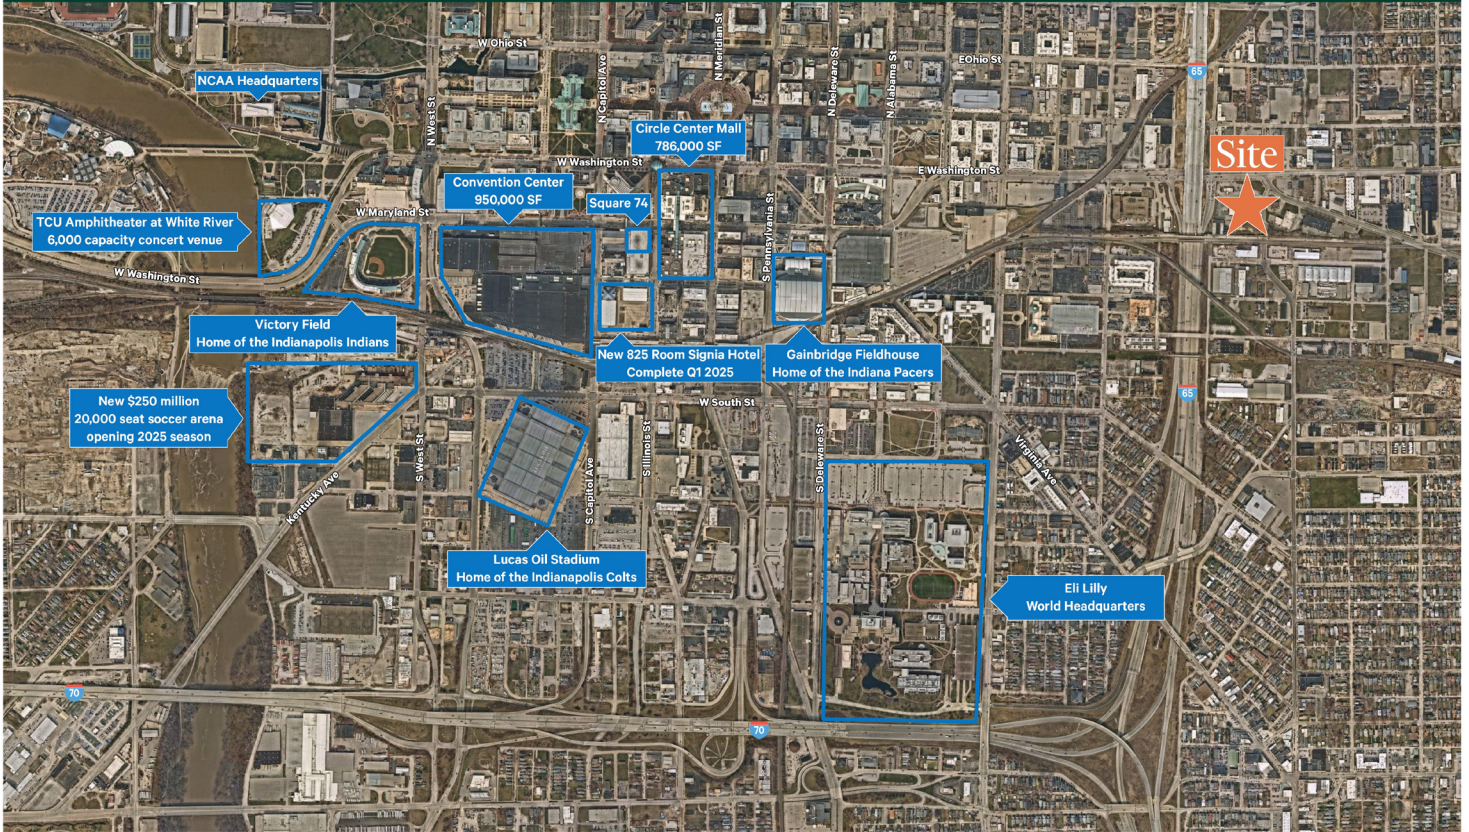 W Ohio St
N Capitol Ave
N Meridian St
N Deleware St
N Alabama St
EOhio St
65
NCAA Headquarters
N West St
Circle Center Mall
786,000 SF
Site
W Washington St
E Washington St
Convention Center
950,000 SF
Square 74
W Maryland St
TCU Amphitheater at White River
6,000 capacity concert venue
S Pennsylvania St
W Washington St
Victory Field
Home of the Indianapolis Indians
New 825 Room Signia Hotel
Complete Q1 2025
Gainbridge Fieldhouse
Home of the Indiana Pacers
65
New $250 million
20,000 seat soccer arena
opening 2025 season
W South St
S West St
S Illinois St
S Deleware St
Virginia Ave
Kentucky Ave
S Capitol Ave
Lucas Oil Stadium
Home of the Indianapolis Colts
Eli Lilly
World Headquarters
70
70